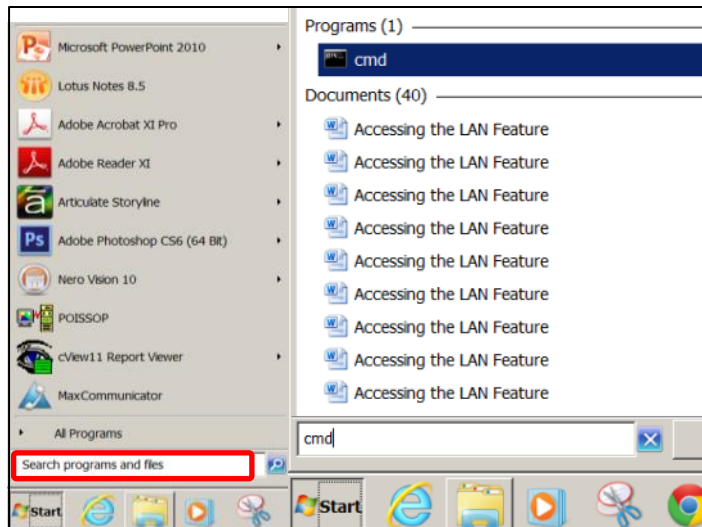 Microsoft PowerPoint 2010
Lotus Notes 8.5
Adobe Acrobat XI Pro
Adobe Reader XI
Articulate Storyline
Ps
Adobe Photoshop CS6 (64 Bit)
Nero Vision 10
POISSOP
cView11 Report Viewer
MaxCommunicator
All Programs
Search programs and files
Start
Programs (1)
cmd
Documents (40)
Accessing the LAN Feature
Accessing the LAN Feature
Accessing the LAN Feature
Accessing the LAN Feature
Accessing the LAN Feature
Accessing the LAN Feature
Accessing the LAN Feature
Accessing the LAN Feature
Accessing the LAN Feature
cmd
Start